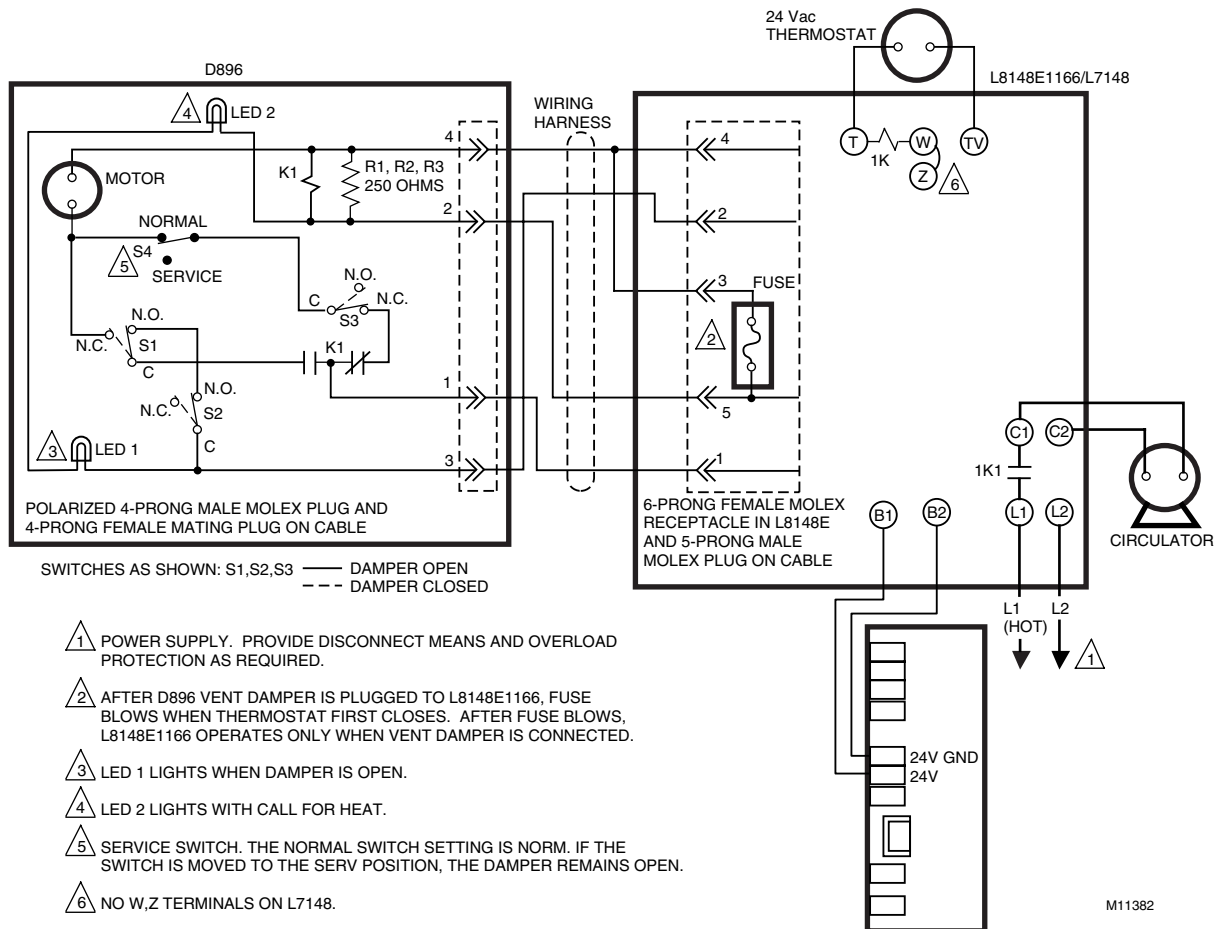 24 Vac
THERMOSTAT
D896
L8148E1166/L7148
4
LED 2
WIRING
HARNESS
4
4
T
1K
W
TV
Z
6
MOTOR
K1
R1, R2, R3
250 OHMS
2
2
NORMAL
5
S4
SERVICE
N.O.
C
N.C.
S3
3
FUSE
2
N.O.
N.C.
S1
C
K1
1
5
N.O.
N.C.
S2
C
3
LED 1
3
1
C1
C2
1K1
POLARIZED 4-PRONG MALE MOLEX PLUG AND
4-PRONG FEMALE MATING PLUG ON CABLE
6-PRONG FEMALE MOLEX
RECEPTACLE IN L8148E
AND 5-PRONG MALE
MOLEX PLUG ON CABLE
B1
B2
L1
L2
CIRCULATOR
SWITCHES AS SHOWN: S1,S2,S3
DAMPER OPEN
DAMPER CLOSED
L1
(HOT)
L2
1
1 POWER SUPPLY. PROVIDE DISCONNECT MEANS AND OVERLOAD
PROTECTION AS REQUIRED.
2 AFTER D896 VENT DAMPER IS PLUGGED TO L8148E1166, FUSE
BLOWS WHEN THERMOSTAT FIRST CLOSES. AFTER FUSE BLOWS,
L8148E1166 OPERATES ONLY WHEN VENT DAMPER IS CONNECTED.
3 LED 1 LIGHTS WHEN DAMPER IS OPEN.
4 LED 2 LIGHTS WITH CALL FOR HEAT.
5 SERVICE SWITCH. THE NORMAL SWITCH SETTING IS NORM. IF THE
SWITCH IS MOVED TO THE SERV POSITION, THE DAMPER REMAINS OPEN.
6 NO W,Z TERMINALS ON L7148.
24V GND
24V
M11382